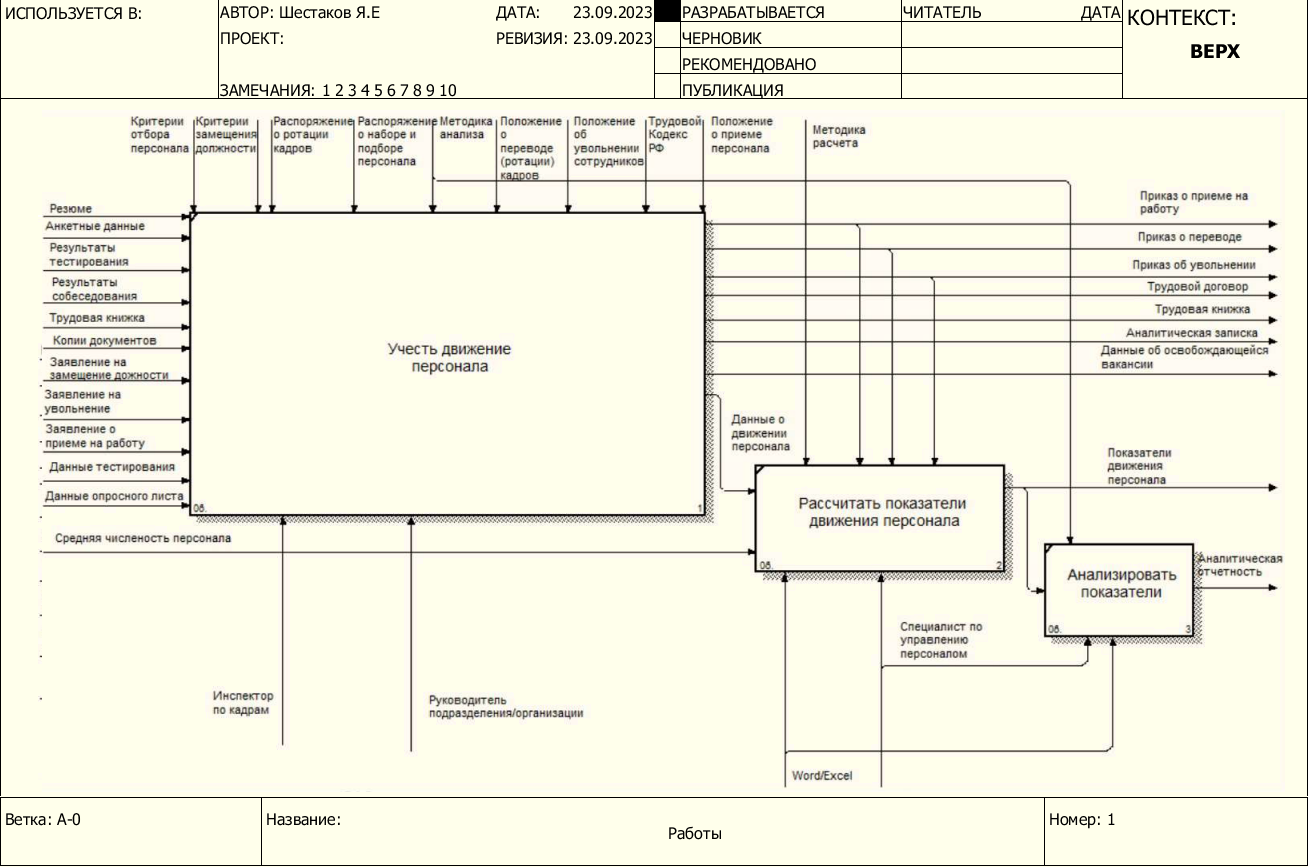 ИСПОЛЬЗУЕТСЯ В:
АВТОР: Шестаков Я.Е
ДАТА: 23.09.2023
РАЗРАБАТЫВАЕТСЯ
ЧИТАТЕЛЬ
ДАТА
КОНТЕКСТ:
ПРОЕКТ:
РЕВИЗИЯ: 23.09.2023
ЧЕРНОВИК
ВЕРХ
РЕКОМЕНДОВАНО
ЗАМЕЧАНИЯ: 1 2 3 4 5 6 7 8 9 10
ПУБЛИКАЦИЯ
Критерии
отбора
персонала
Критерии
замещения
должности
Распоряжение
о ротации
кадров
Распоряжение
о наборе и
подборе
персонала
Методика
анализа
Положение
о
переводе
(ротации)
кадров
Положение
об
увольнении
сотрудников
Трудовой
Кодекс
РФ
Положение
о приеме
персонала
Методика
расчета
Резюме
Анкетные данные
Результаты
тестирования
Результаты
собеседования
Трудовая книжка
Копии документов
Заявление на
замещение дожности
Заявление на
увольнение
Заявление о
приеме на работу
Данные тестирования
Данные опросного листа
Средняя численость персонала
Учесть движение
персонала
0б.
1
Приказ о приеме на
работу
Приказ о переводе
Приказ об увольнении
Трудовой договор
Трудовая книжка
Аналитическая записка
Данные об освобождающейся
вакансии
Данные о
движении
персонала
Рассчитать показатели
движения персонала
0б.
2
Показатели
движения
персонала
Анализировать
показатели
0б.
3
Аналитическая
отчетность
Специалист по
управлению
персоналом
Инспектор
по кадрам
Руководитель
подразделения/организации
Word/Excel
Ветка: A-0
Название:
Работы
Номер: 1